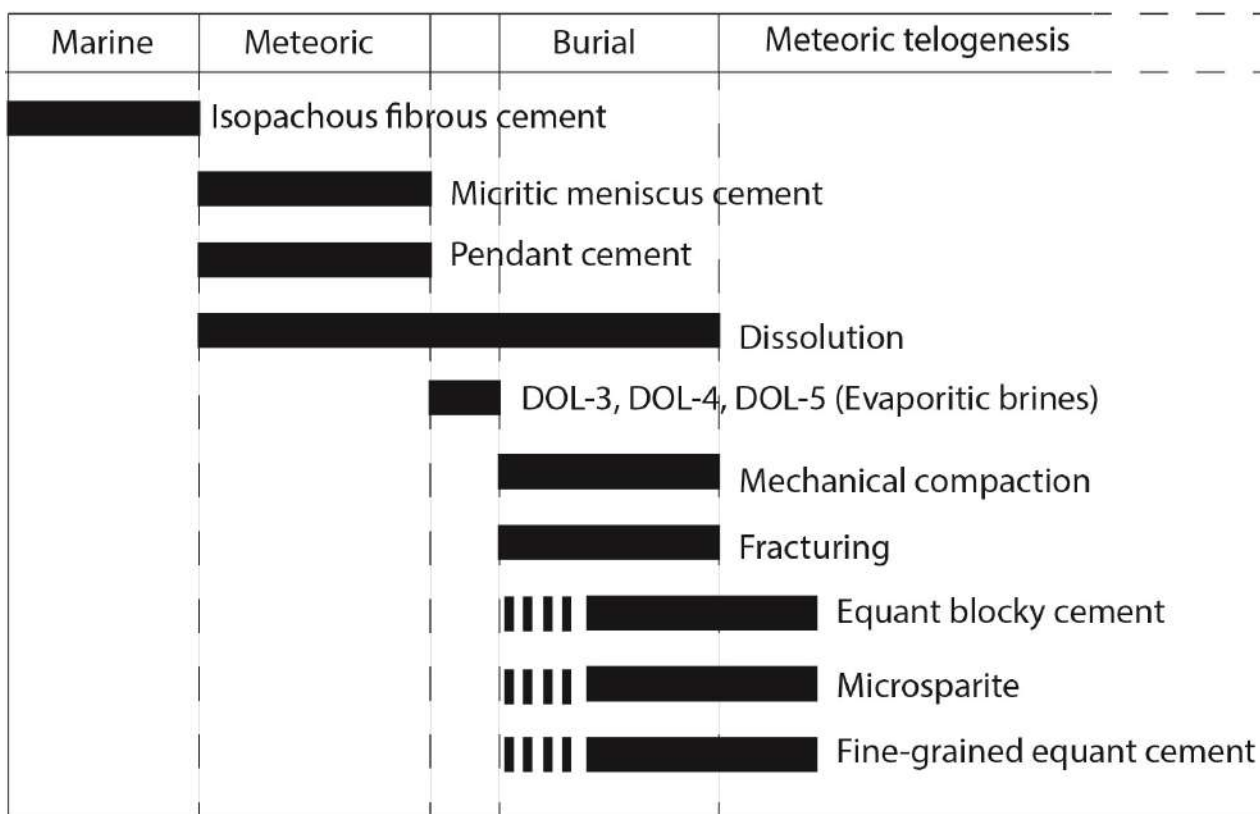 Marine Meteoric Burial Meteoric telogenesis
Isopachous fibrous cement
Micritic meniscus cement
Pendant cement
Dissolution
DOL-3, DOL-4, DOL-5 (Evaporitic brines)
Mechanical compaction
Fracturing
Equant blocky cement
Microsparite
Fine-grained equant cement